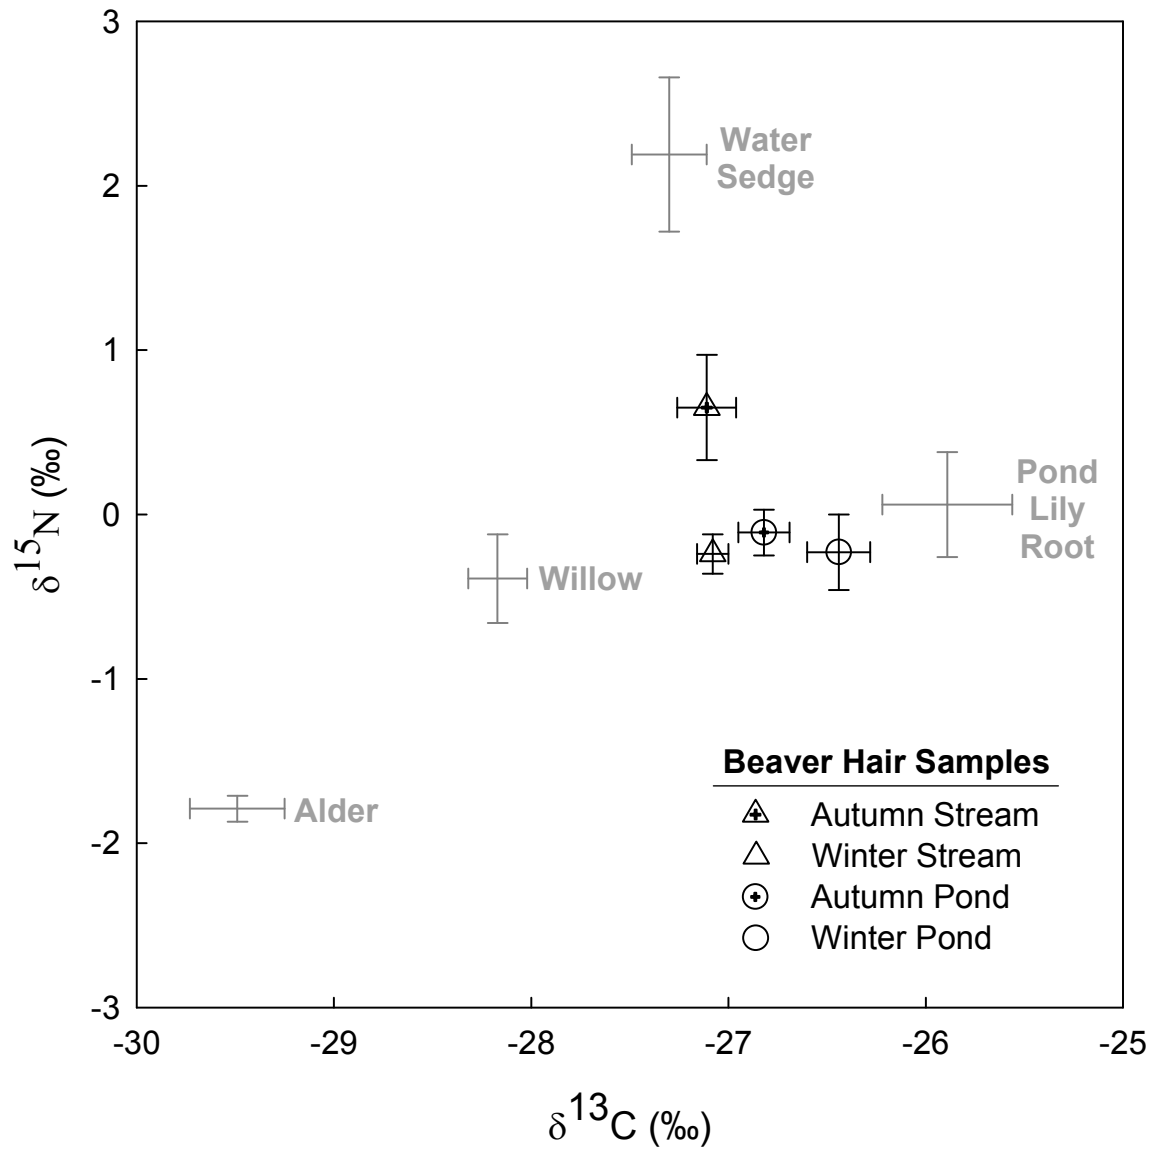 3
2
1
0
-1
-2
-3
δ15N (‰)
Water
Sedge
Pond
Lily
Root
Willow
Alder
Beaver Hair Samples
Autumn Stream
Winter Stream
Autumn Pond
Winter Pond
-30 -29 -28 -27 -26 -25
δ13C (‰)